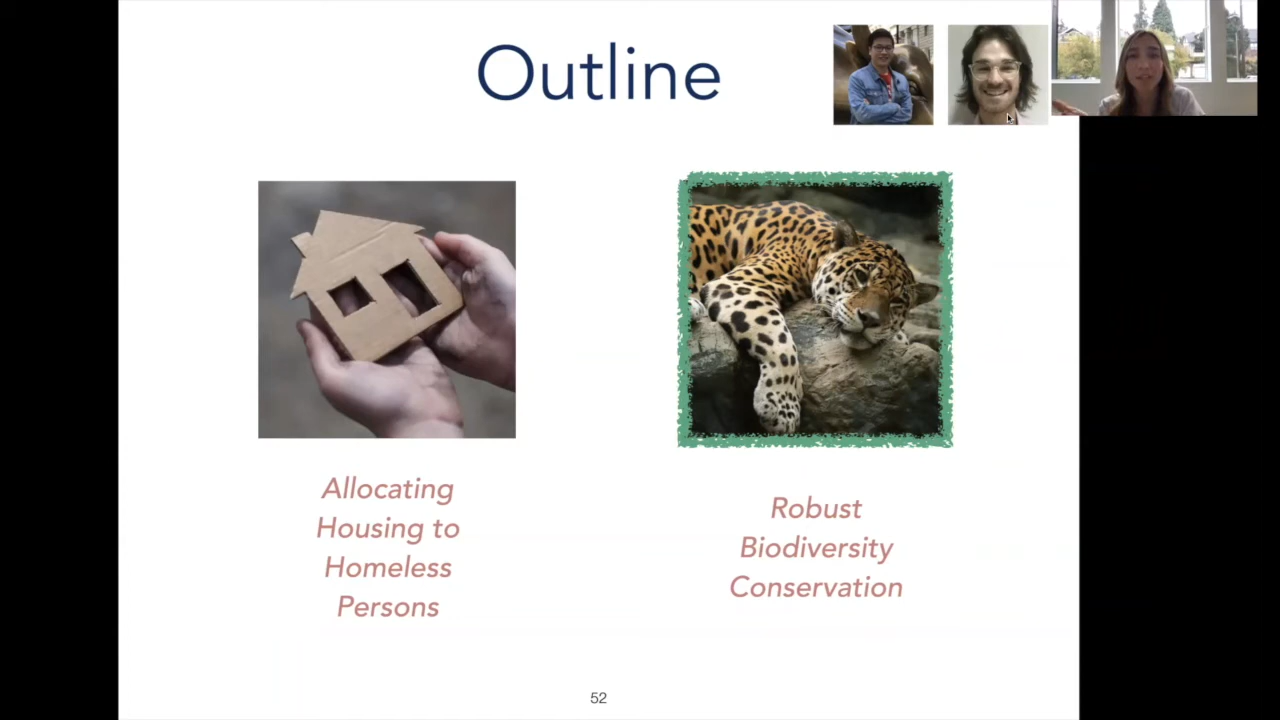 Outline
Allocating
Housing to
Homeless
Persons
Robust
Biodiversity
Conservation
52